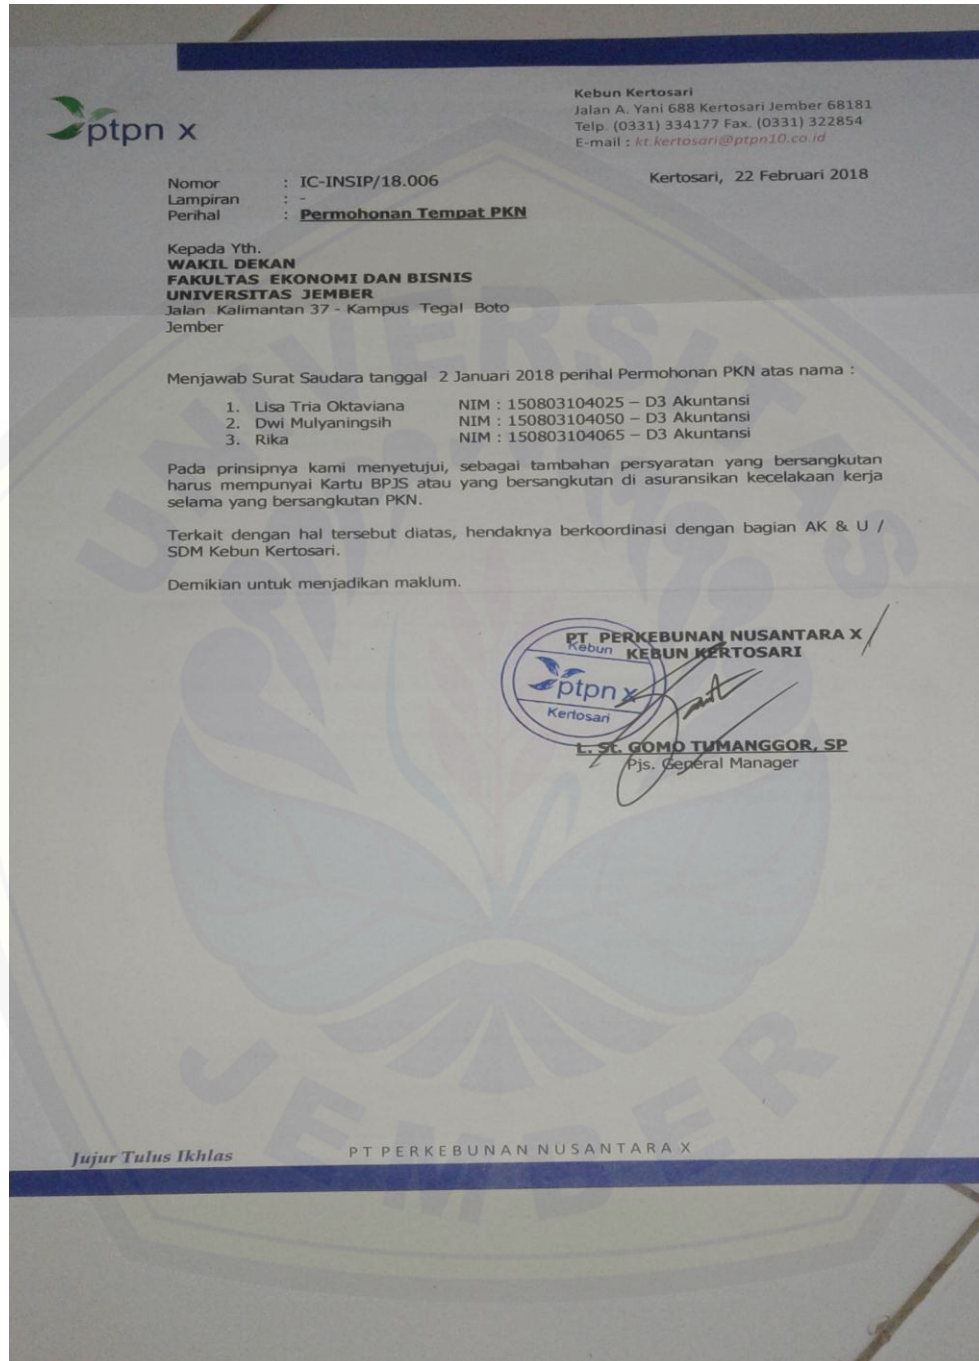 ptpn x
Kebun Kertosari
Jalan A. Yani 688 Kertosari Jember 68181
Telp. (0331) 334177 Fax. (0331) 322854
E-mail : kt.kertosari@ptpn10.co.id
Kertosari, 22 Februari 2018
Nomor : IC-INSIP/18.006
Lampiran : -
Perihal : Permohonan Tempat PKN
Kepada Yth.
WAKIL DEKAN
FAKULTAS EKONOMI DAN BISNIS
UNIVERSITAS JEMBER
Jalan Kalimantan 37 - Kampus Tegal Boto
Jember
Menjawab Surat Saudara tanggal 2 Januari 2018 perihal Permohonan PKN atas nama :
1. Lisa Tria Oktaviana NIM : 150803104025 – D3 Akuntansi
2. Dwi Mulyaningsih NIM : 150803104050 – D3 Akuntansi
3. Rika NIM : 150803104065 – D3 Akuntansi
Pada prinsipnya kami menyetujui, sebagai tambahan persyaratan yang bersangkutan
harus mempunyai Kartu BPJS atau yang bersangkutan di asuransikan kecelakaan kerja
selama yang bersangkutan PKN.
Terkait dengan hal tersebut diatas, hendaknya berkoordinasi dengan bagian AK & U /
SDM Kebun Kertosari.
Demikian untuk menjadikan maklum.
PT PERKEBUNAN NUSANTARA X
KEBUN KERTOSARI
Kebun
ptpn x
Kertosari
L. St. GOMO TUMANGGOR, SP
Pjs. General Manager
Jujur Tulus Ikhlas
PT PERKEBUNAN NUSANTARA X
UNIVERSITAS
JEMBER